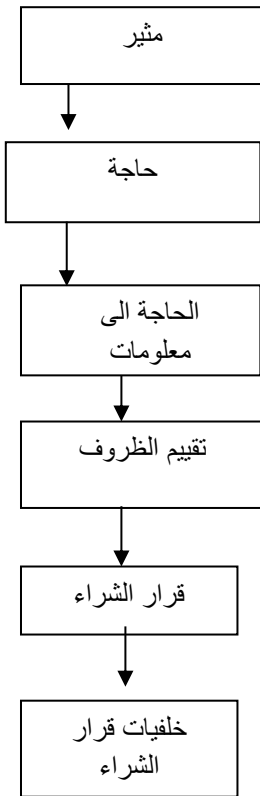 مثير
حاجة
الحاجة الى
معلومات
تقييم الظروف
قرار الشراء
خلفيات قرار
الشراء